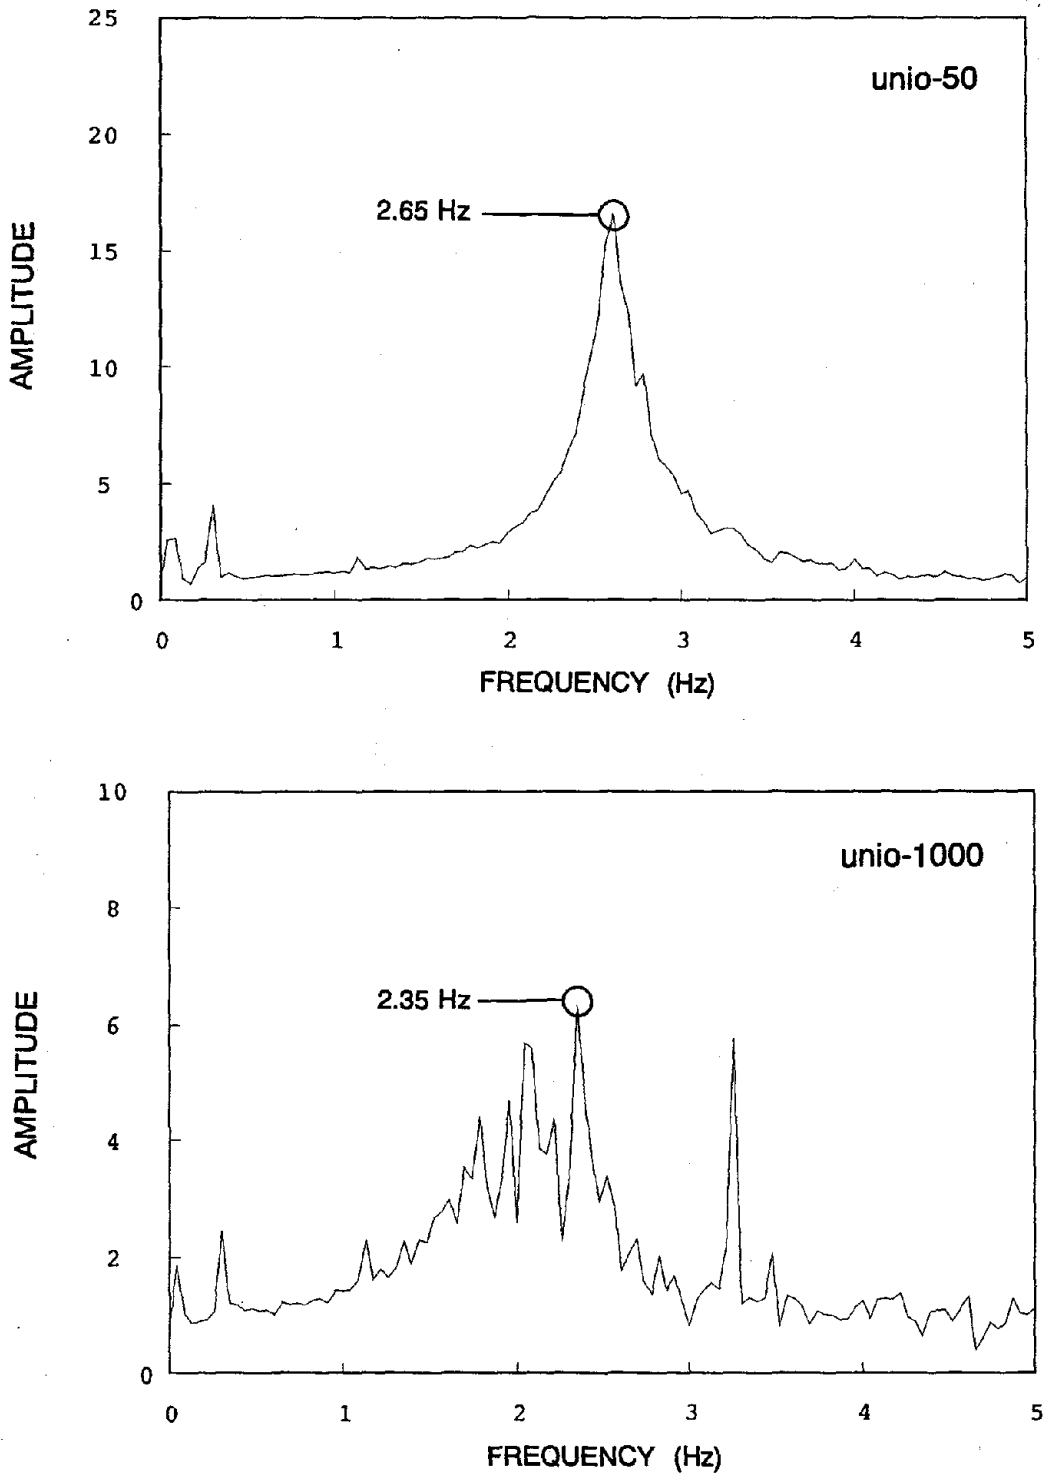 25
unio-50
20
2.65 Hz
15
AMPLITUDE
10
5
0
0 1 2 3 4 5
FREQUENCY (Hz)
10
unio-1000
8
2.35 Hz
6
AMPLITUDE
4
2
0
0 1 2 3 4 5
FREQUENCY (Hz)